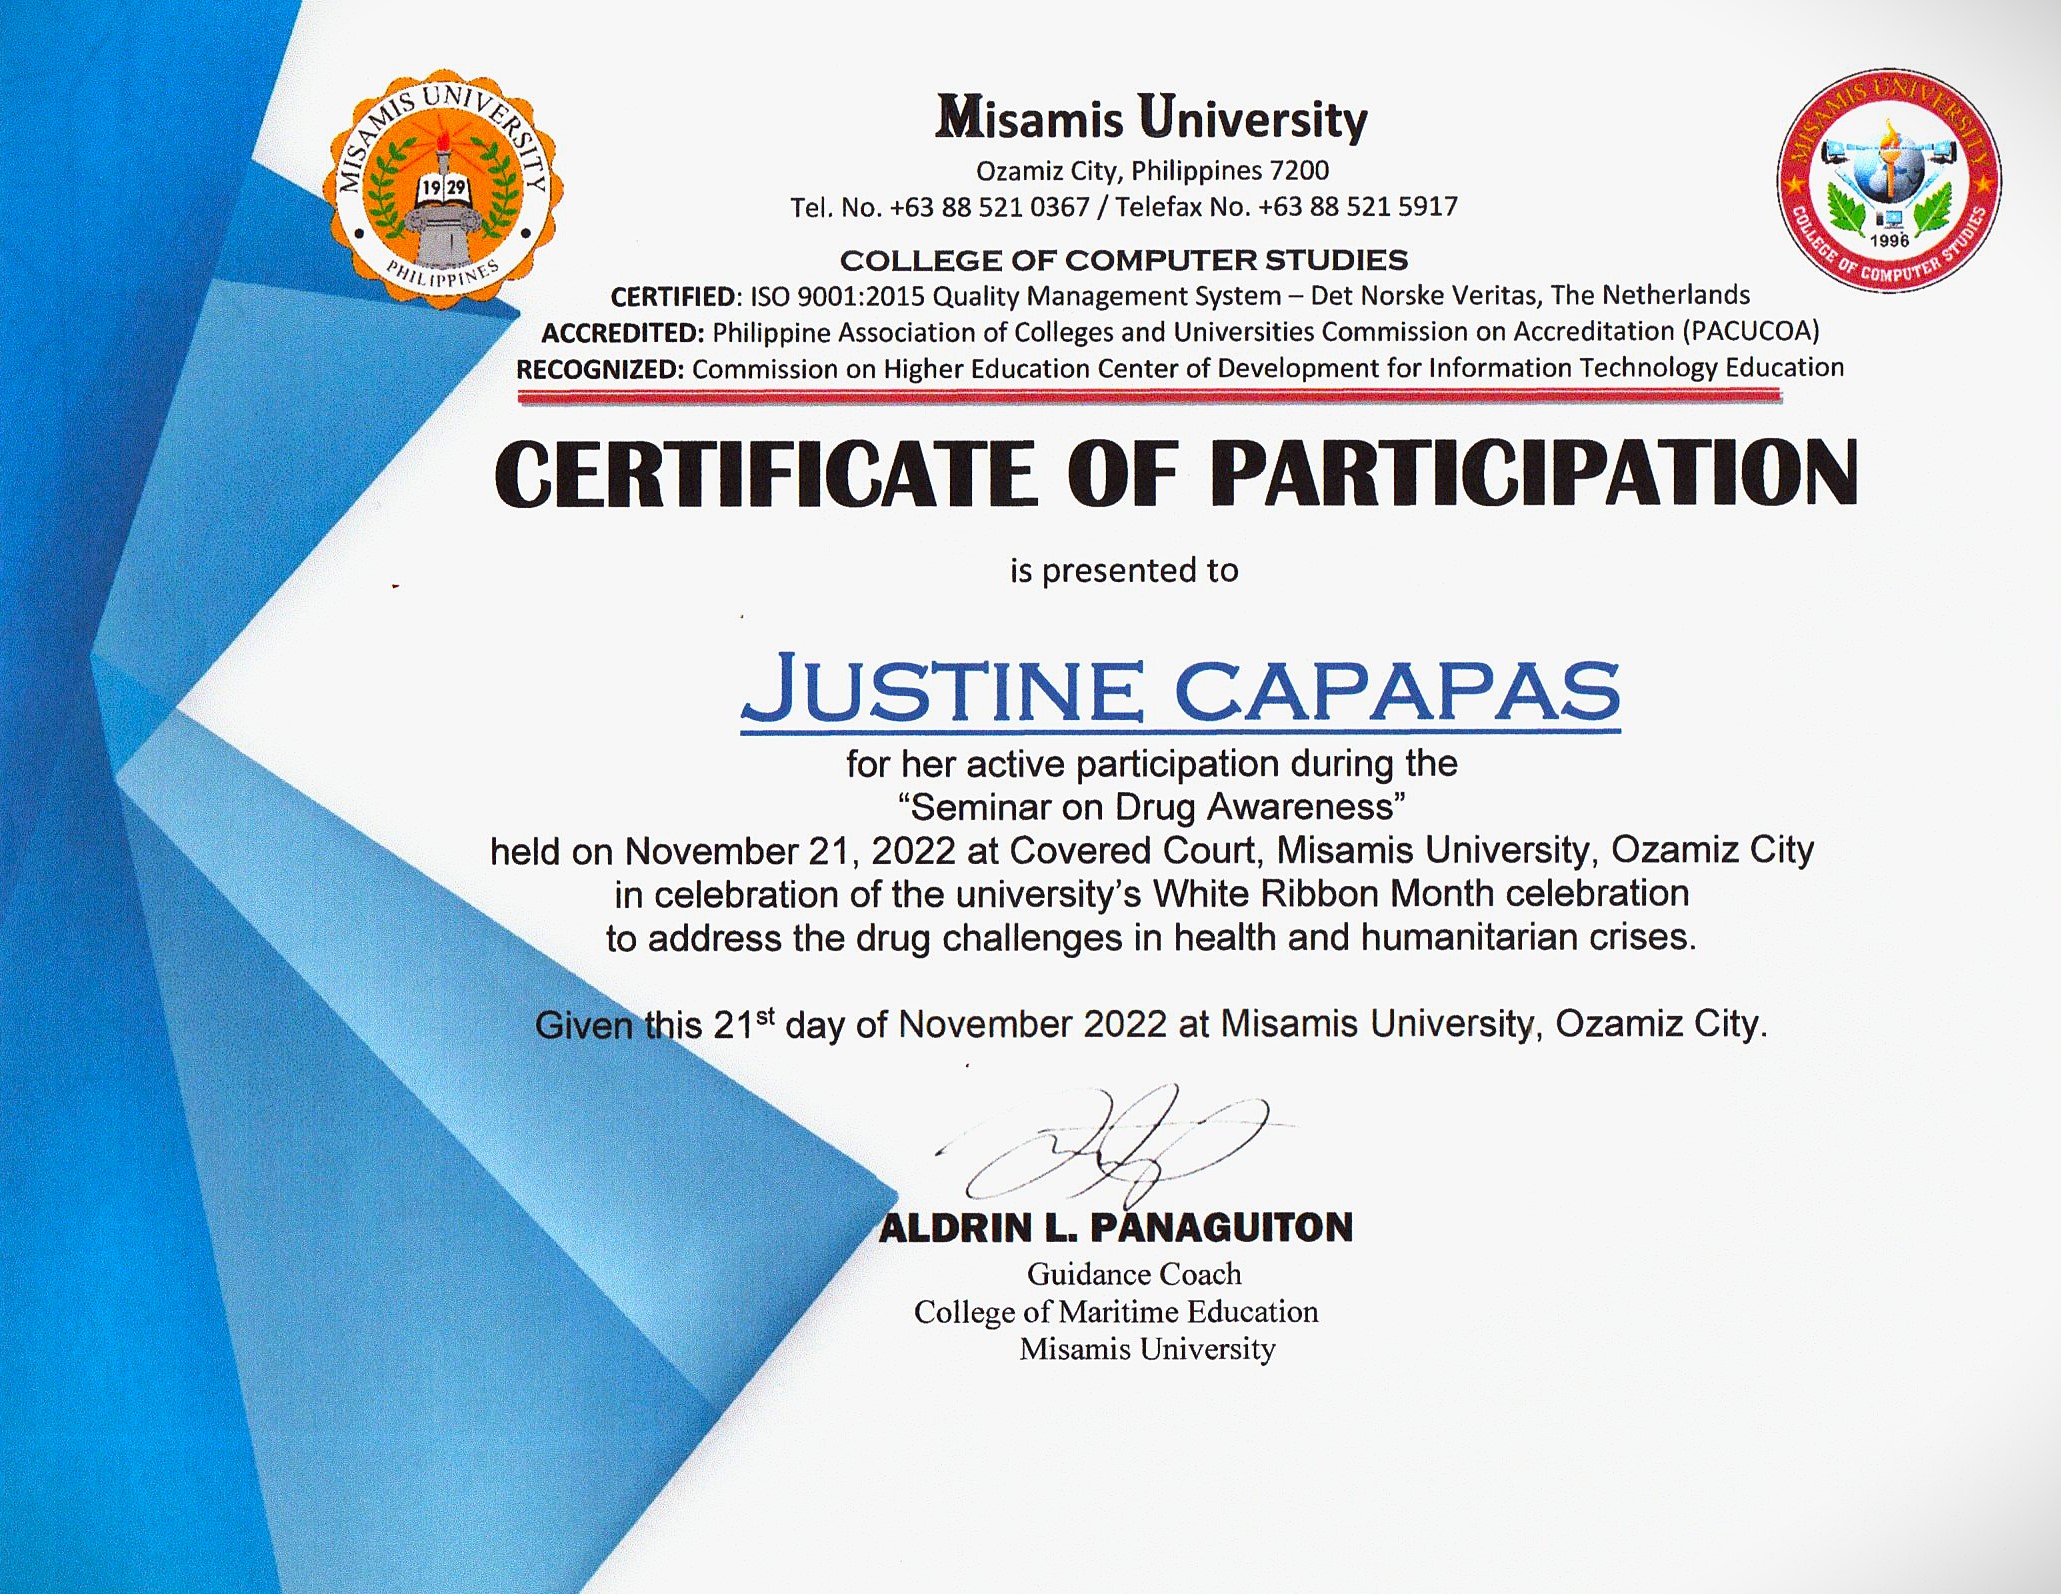 MISAMIS UNIVERSITY
19 29
PHILIPPINES
Misamis University
Ozamiz City, Philippines 7200
Tel. No. +63 88 521 0367 / Telefax No. +63 88 521 5917
MISAMIS UNIVERSITY
1996
COLLEGE OF COMPUTER STUDIES
COLLEGE OF COMPUTER STUDIES
CERTIFIED: ISO 9001:2015 Quality Management System – Det Norske Veritas, The Netherlands
ACCREDITED: Philippine Association of Colleges and Universities Commission on Accreditation (PACUCOA)
RECOGNIZED: Commission on Higher Education Center of Development for Information Technology Education
CERTIFICATE OF PARTICIPATION
is presented to
JUSTINE CAPAPAS
for her active participation during the
“Seminar on Drug Awareness”
held on November 21, 2022 at Covered Court, Misamis University, Ozamiz City
in celebration of the university’s White Ribbon Month celebration
to address the drug challenges in health and humanitarian crises.
Given this 21st day of November 2022 at Misamis University, Ozamiz City.
ALDRIN L. PANAGUITON
Guidance Coach
College of Maritime Education
Misamis University